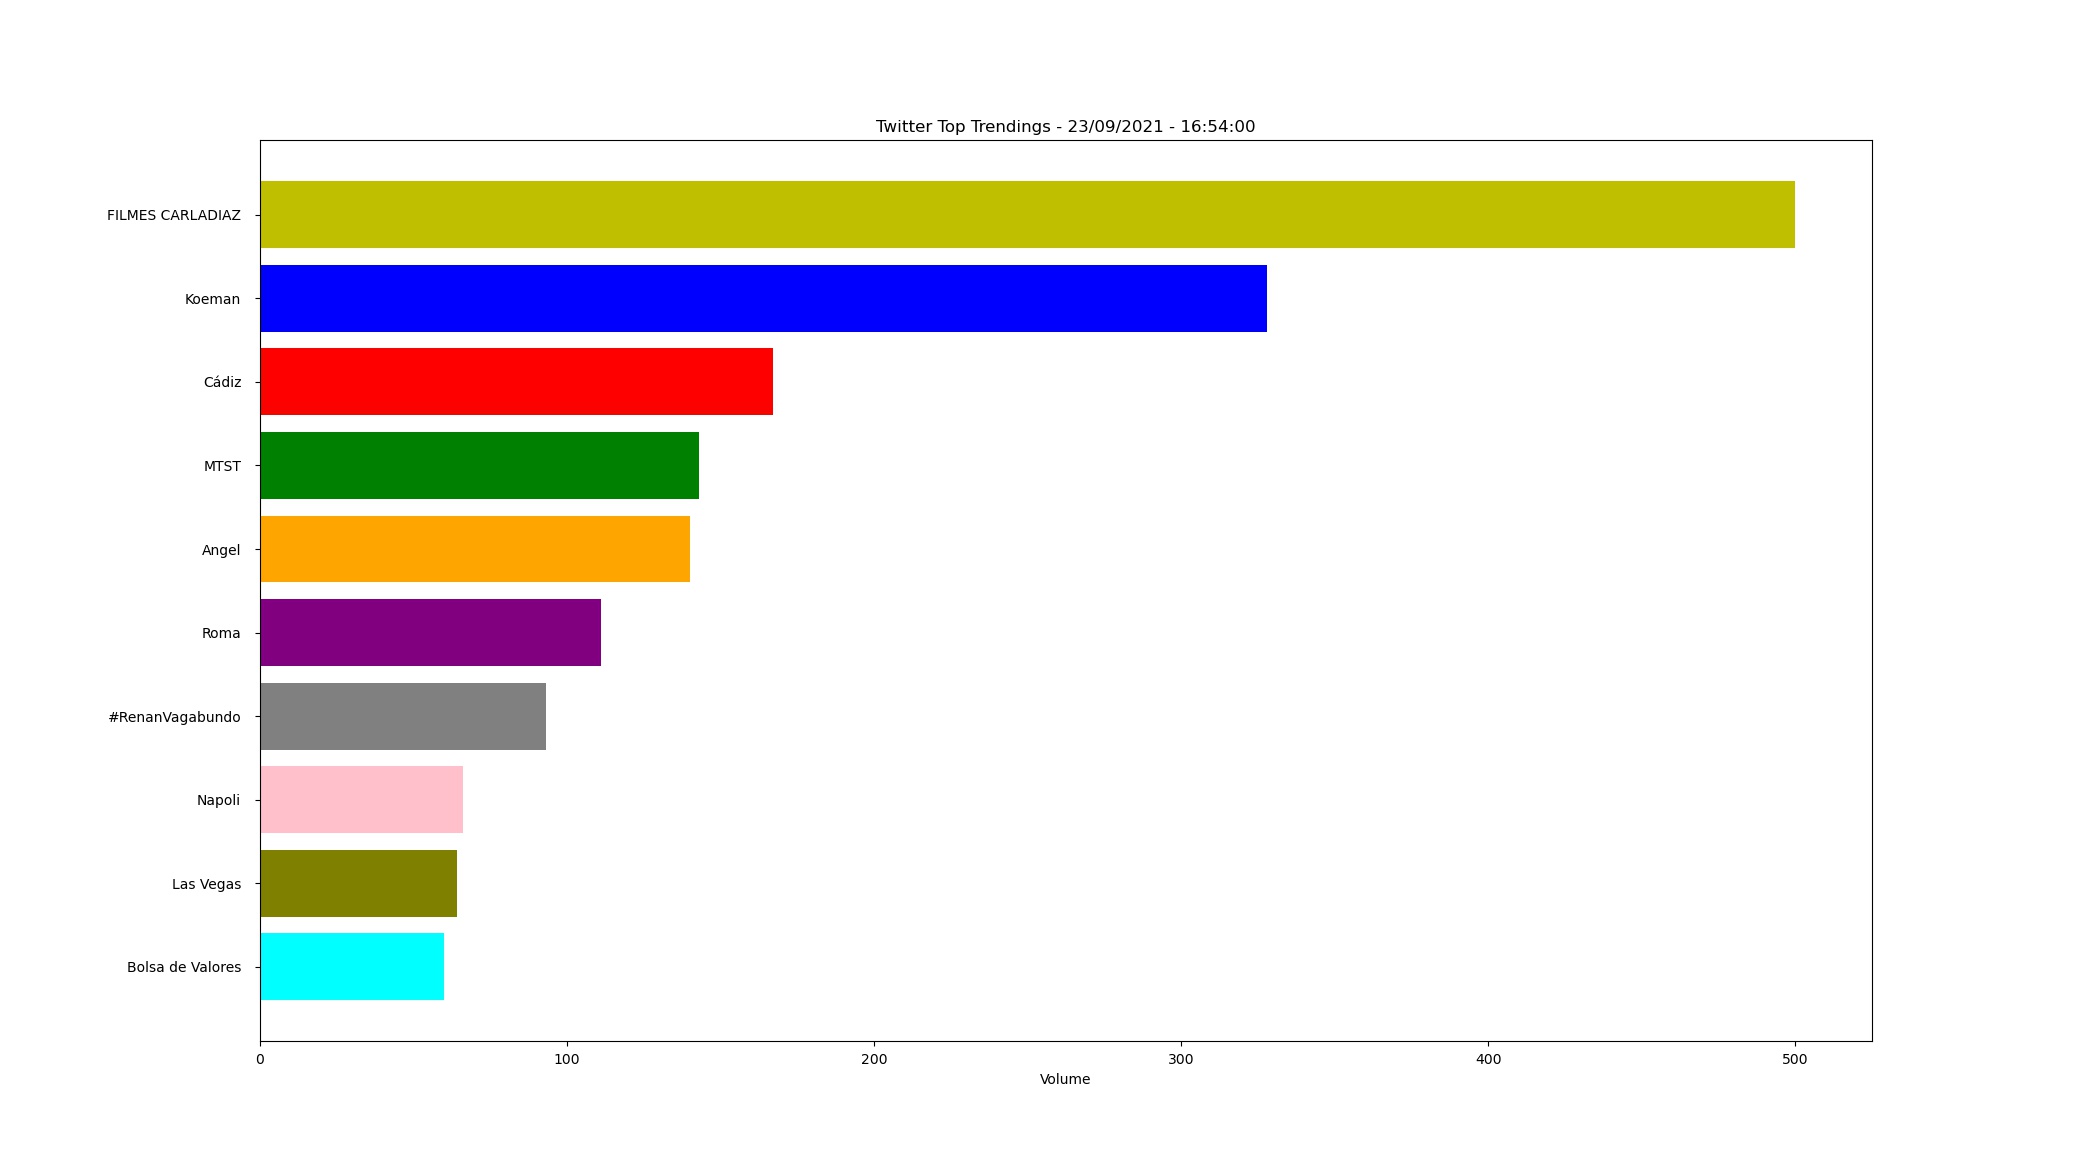 Twitter Top Trendings - 23/09/2021 - 16:54:00
FILMES CARLADIAZ
Koeman
Cádiz
MTST
Angel
Roma
#RenanVagabundo
Napoli
Las Vegas
Bolsa de Valores
0 100 200 300 400 500
Volume